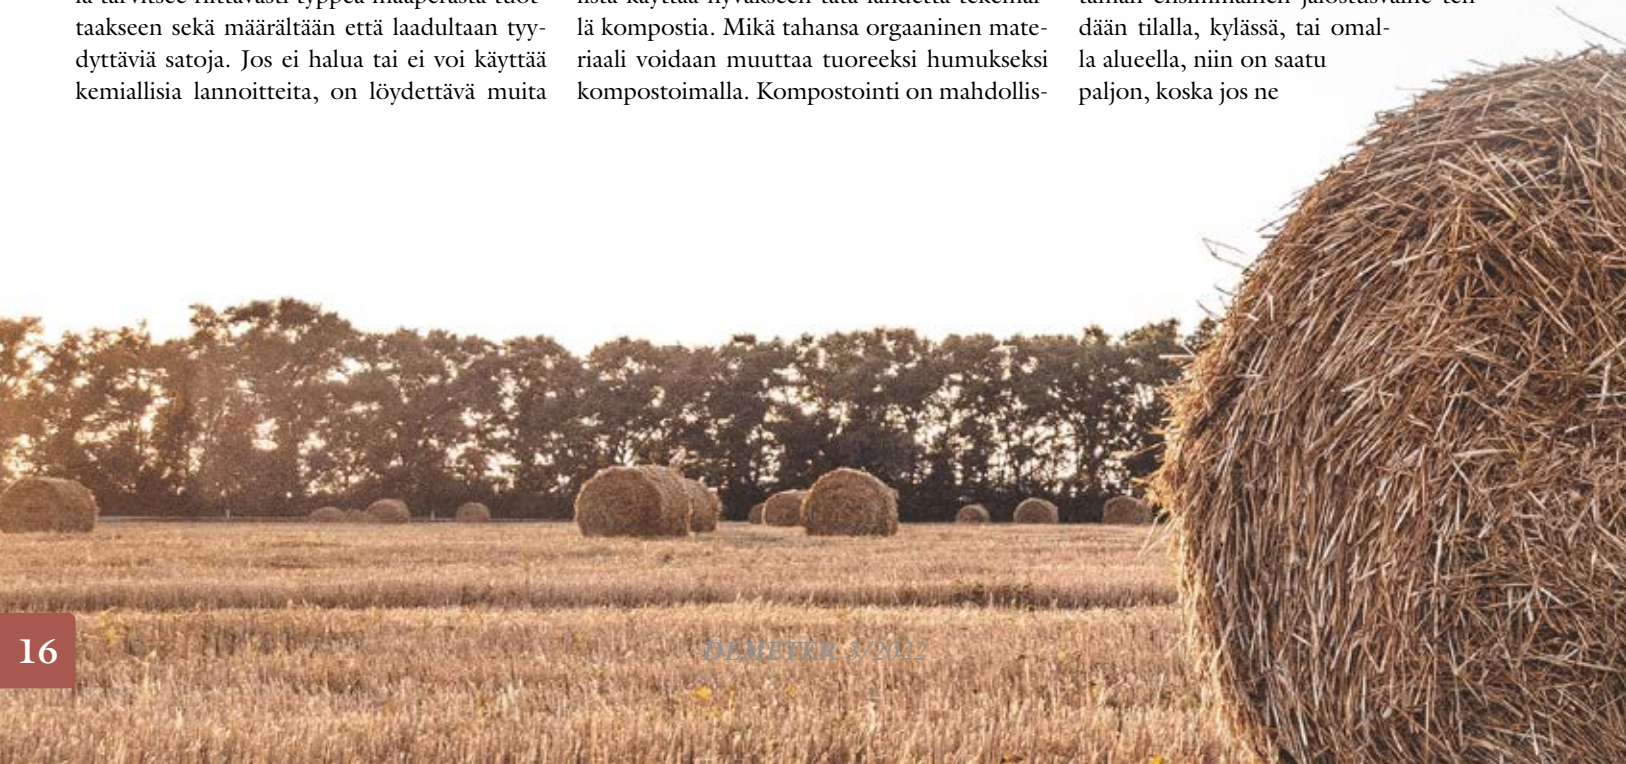 taakseen sekä määrältään että laadultaan tyy-
dyttäviä satoja. Jos ei halua tai ei voi käyttää
kemiallisia lannoitteita, on löydettävä muita
lä kompostia. Mikä tahansa orgaaninen mate-
riaali voidaan muuttaa tuoreeksi humukseksi
kompostoimalla. Kompostointi on mahdollis-
dään tilalla, kylässä, tai omal-
la alueella, niin on saatu
paljon, koska jos ne
16
DEMETER 3/2022